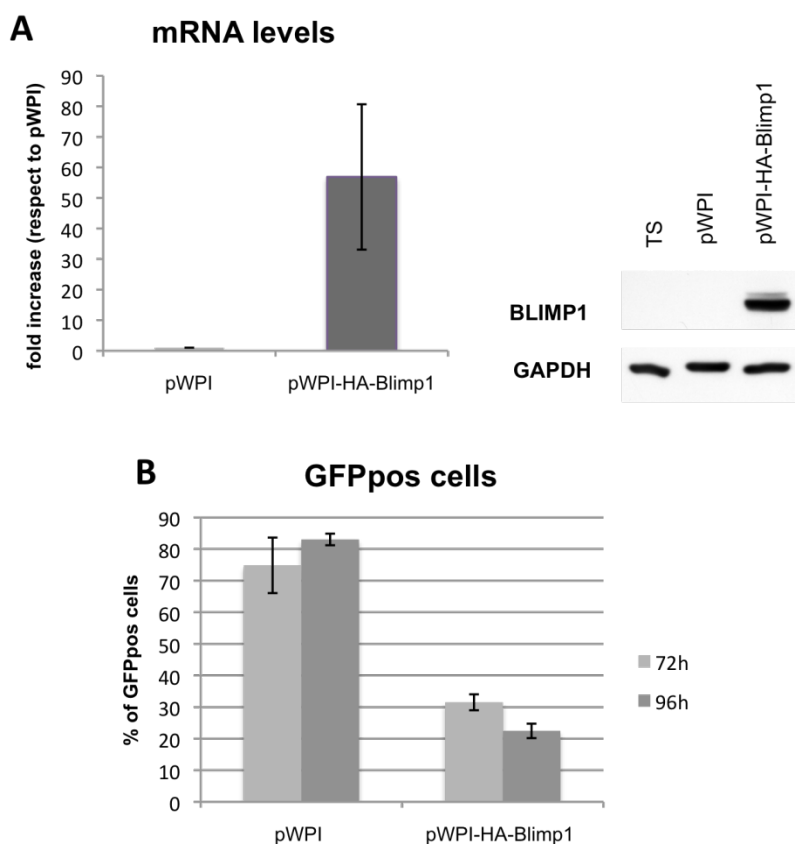 A
mRNA levels
fold increase (respect to pWPI)
90
80
70
60
50
40
30
20
10
0
pWPI
pWPI-HA-Blimp1
TS
pWPI
pWPI-HA-Blimp1
BLIMP1
GAPDH
B
GFPpos cells
% of GFPpos cells
90
80
70
60
50
40
30
20
10
0
pWPI
pWPI-HA-Blimp1
72h
96h